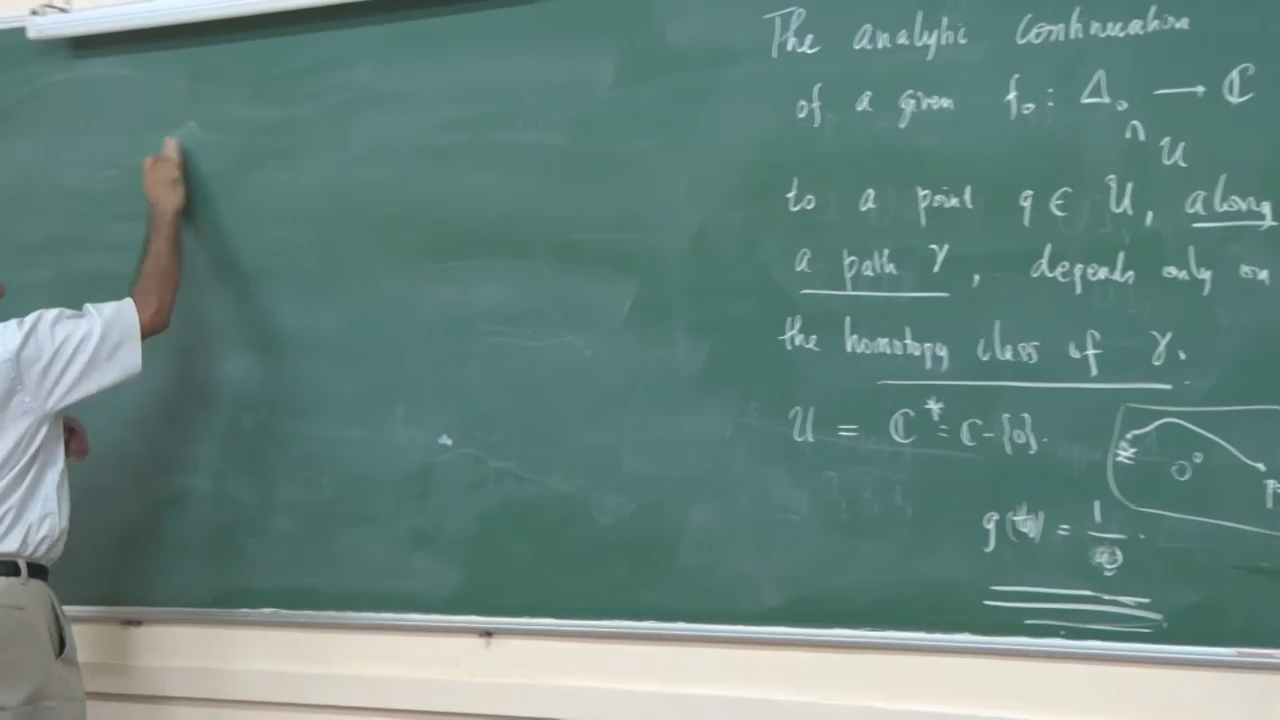 The analytic continuation
of a given f₀ : Δ₀ → ℂ
∩
U
to a point q ∈ U, along
a path γ, depends only on
the homotopy class of γ.
U = ℂ* = ℂ - {0}.
0